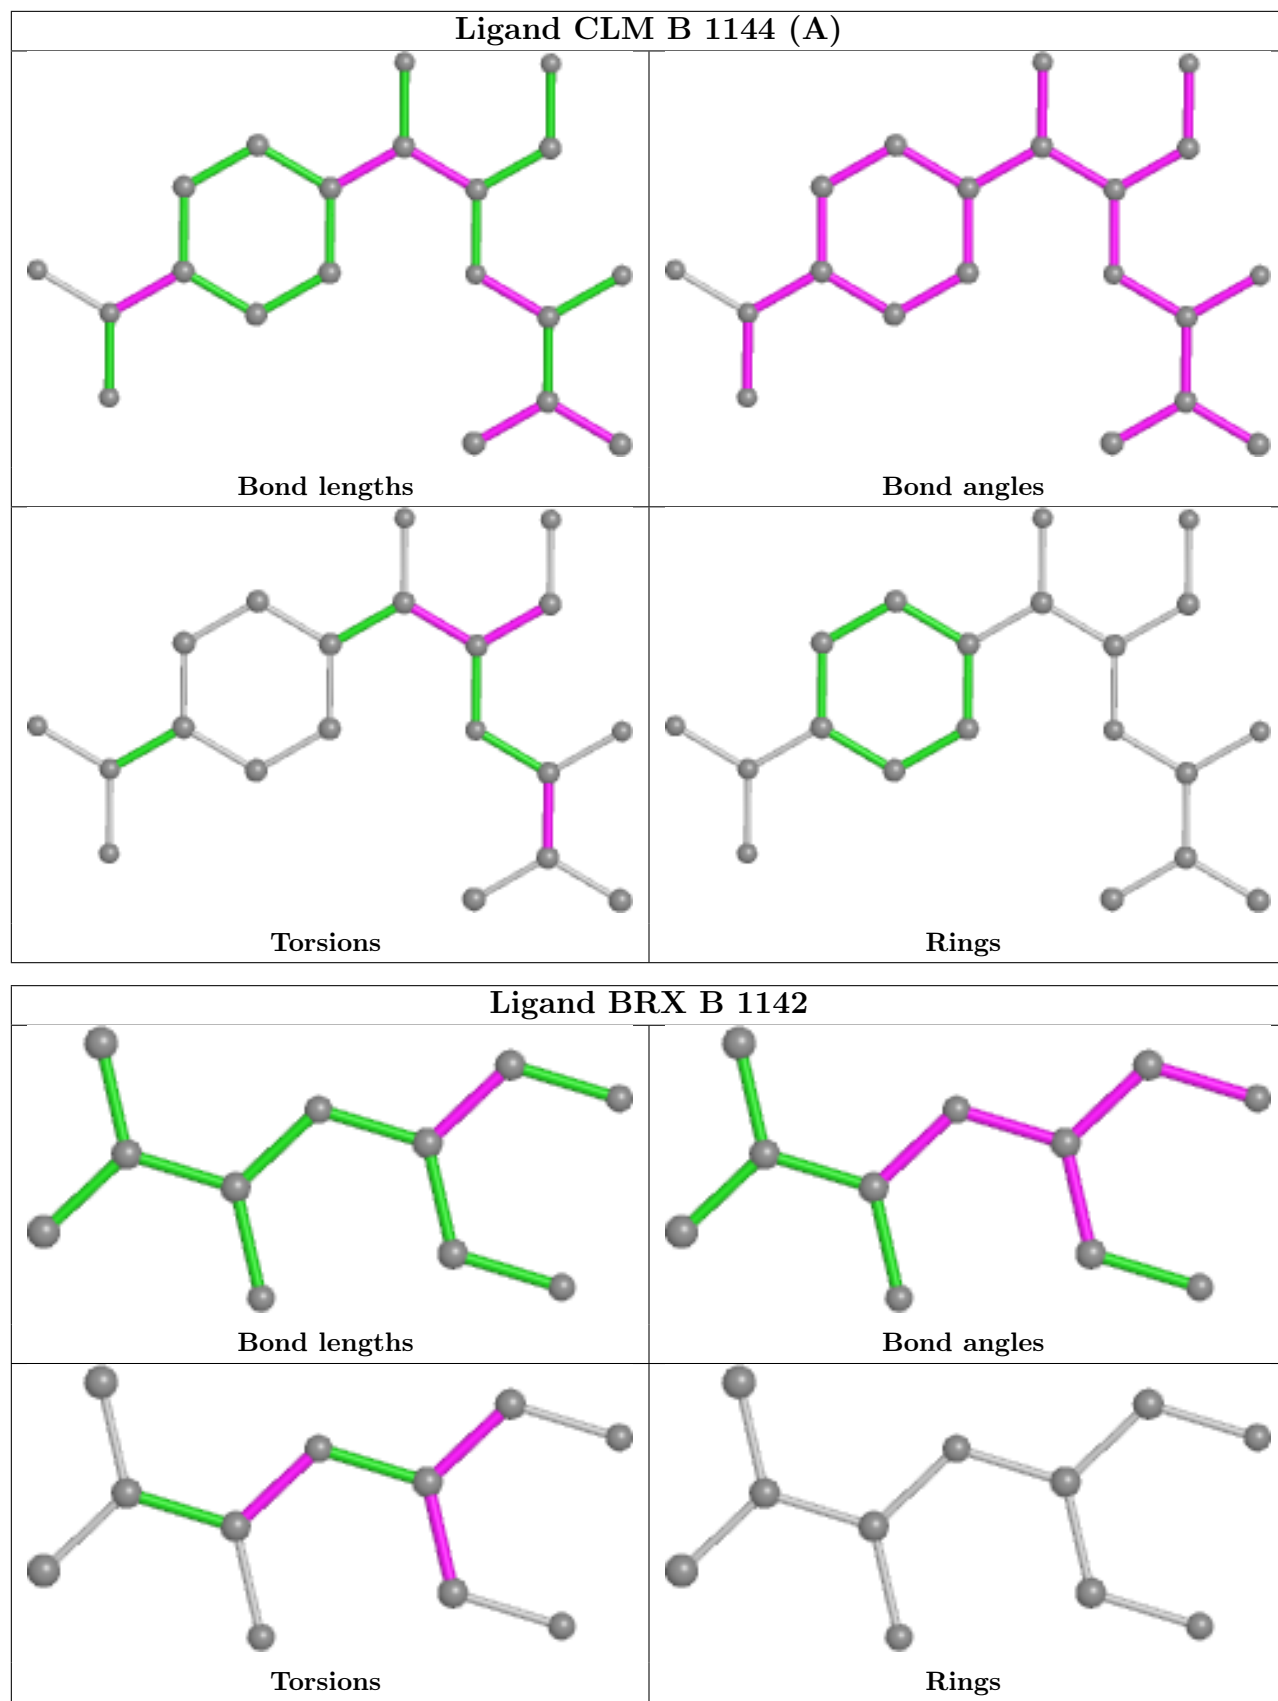 Ligand CLM B 1144 (A)
Bond lengths
Bond angles
Torsions
Rings
Ligand BRX B 1142
Bond lengths
Bond angles
Torsions
Rings